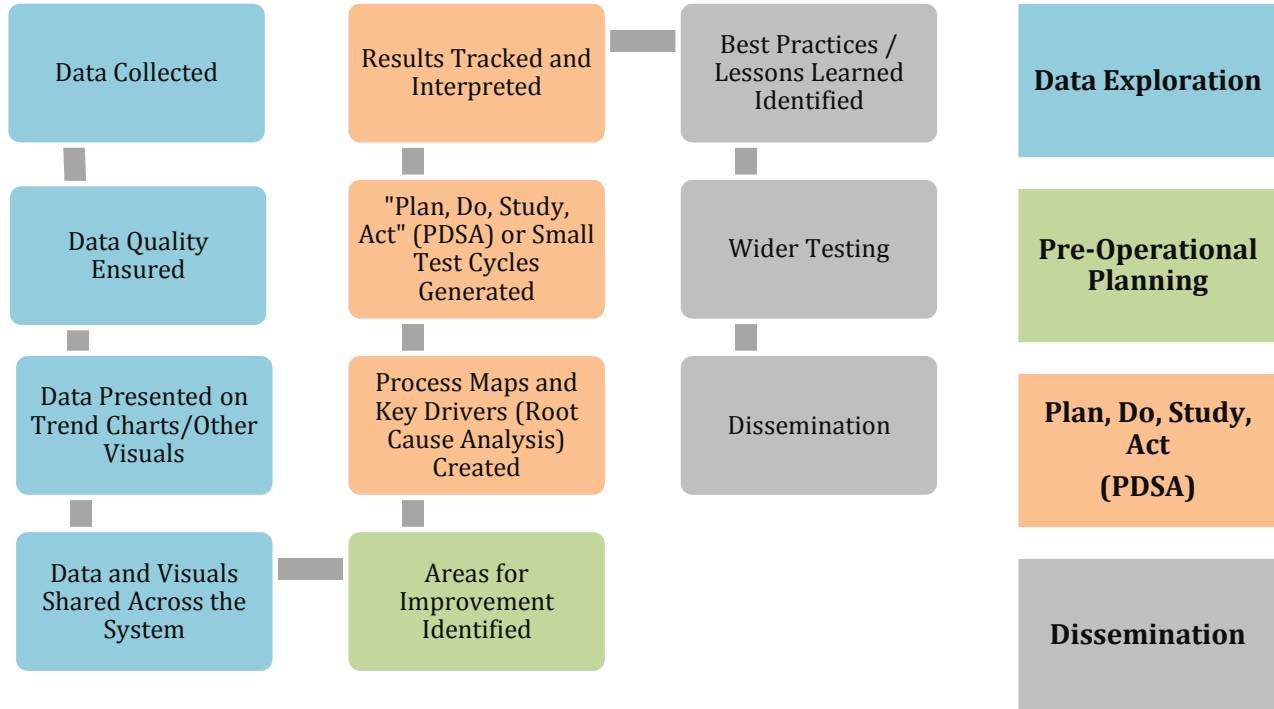 Data Collected
Data Quality
Ensured
Data Presented on
Trend Charts/Other
Visuals
Data and Visuals
Shared Across the
System
Areas for
Improvement
Identified
Process Maps and
Key Drivers (Root
Cause Analysis)
Created
"Plan, Do, Study,
Act" (PDSA) or Small
Test Cycles
Generated
Results Tracked and
Interpreted
Best Practices /
Lessons Learned
Identified
Wider Testing
Dissemination
Data Exploration
Pre-Operational
Planning
Plan, Do, Study,
Act
(PDSA)
Dissemination